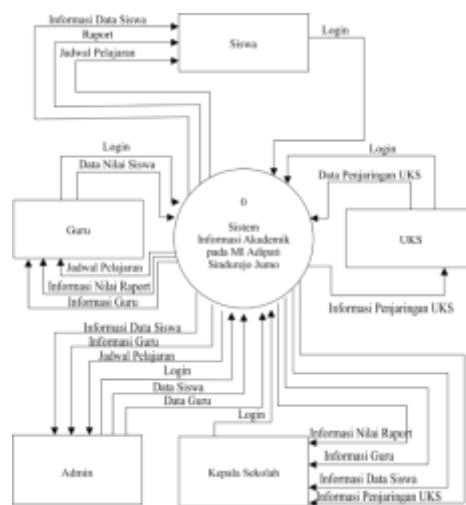 Informasi Data Siswa
Raport
Jadwal Pelajaran
Siswa
Login
Login
Data Nilai Siswa
Guru
Jadwal Pelajaran
Informasi Nilai Raport
Informasi Guru
0
Sistem
Informasi Akademik
pada MI Adipati
Sindurejo Jumo
Login
Data Penjaringan UKS
UKS
Informasi Penjaringan UKS
Informasi Data Siswa
Informasi Guru
Jadwal Pelajaran
Login
Data Siswa
Data Guru
Admin
Login
Kepala Sekolah
Informasi Nilai Raport
Informasi Guru
Informasi Data Siswa
Informasi Penjaringan UKS